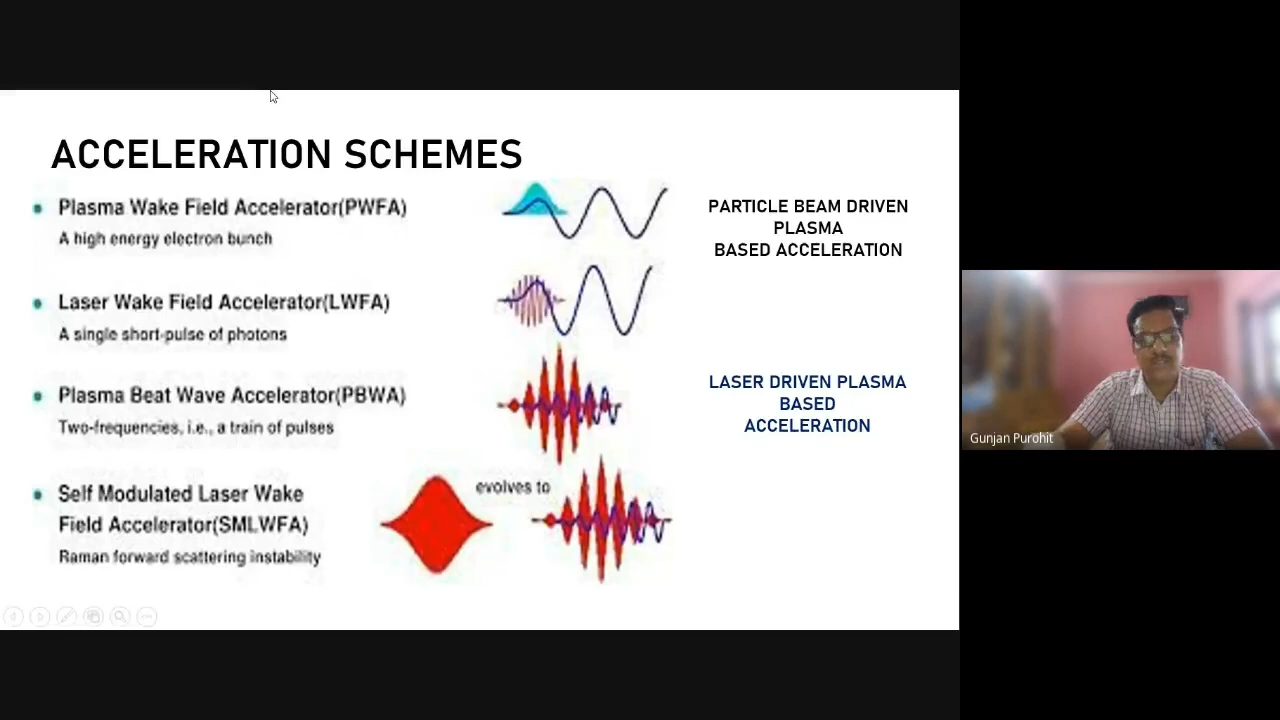 ACCELERATION SCHEMES
Plasma Wake Field Accelerator(PWFA)
A high energy electron bunch
PARTICLE BEAM DRIVEN
PLASMA
BASED ACCELERATION
Laser Wake Field Accelerator(LWFA)
A single short-pulse of photons
Plasma Beat Wave Accelerator(PBWA)
Two-frequencies, i.e., a train of pulses
LASER DRIVEN PLASMA
BASED
ACCELERATION
Self Modulated Laser Wake
Field Accelerator(SMLWFA)
Raman forward scattering instability
evolves to
Gunjan Purohit